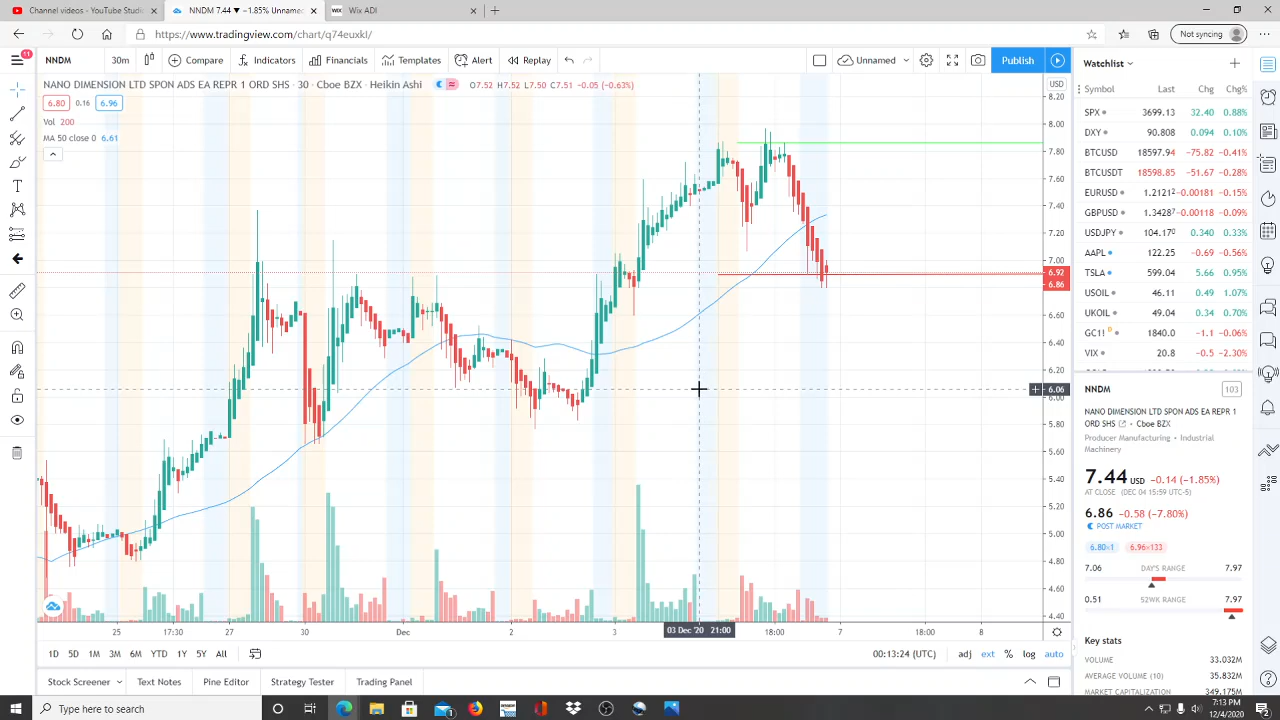 Channel videos - YouTube Studio
NNDM 7.44 ▼ −1.85% Unnamed
Wix ADI
https://www.tradingview.com/chart/q74euxkl/
Not syncing
11
NNDM
30m
Compare
Indicators
Financials
Templates
Alert
Replay
Unnamed
Publish
NANO DIMENSION LTD SPON ADS EA REPR 1 ORD SHS · 30 · Cboe BZX · Heikin Ashi
O7.52 H7.52 L7.50 C7.51 −0.05 (−0.63%)
6.80 0.16 6.96
Vol 200
MA 50 close 0 6.61
USD
8.20
8.00
7.80
7.60
7.40
7.20
7.00
6.92
6.86
6.60
6.40
6.20
6.06
6.00
5.80
5.60
5.40
5.20
5.00
4.80
4.60
4.40
25 17:30 27 30 Dec 2 3 03 Dec '20 21:00 18:00 7 18:00 8
1D 5D 1M 3M 6M YTD 1Y 5Y All
00:13:24 (UTC) adj ext % log auto
Stock Screener Text Notes Pine Editor Strategy Tester Trading Panel
Watchlist
Symbol Last Chg Chg%
SPX 3699.13 32.40 0.88%
DXY 90.808 0.094 0.10%
BTCUSD 18597.94 −75.82 −0.41%
BTCUSDT 18598.85 −51.67 −0.28%
EURUSD 1.2121² −0.00181 −0.15%
GBPUSD 1.3428⁷ −0.00118 −0.09%
USDJPY 104.17⁰ 0.340 0.33%
AAPL 122.25 −0.69 −0.56%
TSLA 599.04 5.66 0.95%
USOIL 46.11 0.49 1.07%
UKOIL 49.04 0.34 0.70%
GC1! D 1840.0 −1.1 −0.06%
VIX 20.8 −0.5 −2.30%
NNDM 103
NANO DIMENSION LTD SPON ADS EA REPR 1
ORD SHS • Cboe BZX
Producer Manufacturing • Industrial
Machinery
7.44 USD −0.14 (−1.85%)
AT CLOSE (DEC 04 15:59 UTC-5)
6.86 −0.58 (−7.80%)
POST MARKET
6.80×1 6.96×133
7.06 DAY'S RANGE 7.97
0.51 52WK RANGE 7.97
Key stats
VOLUME 33.032M
AVERAGE VOLUME (10) 35.832M
MARKET CAPITALIZATION 349.175M
Type here to search
amazon
7:13 PM
12/4/2020